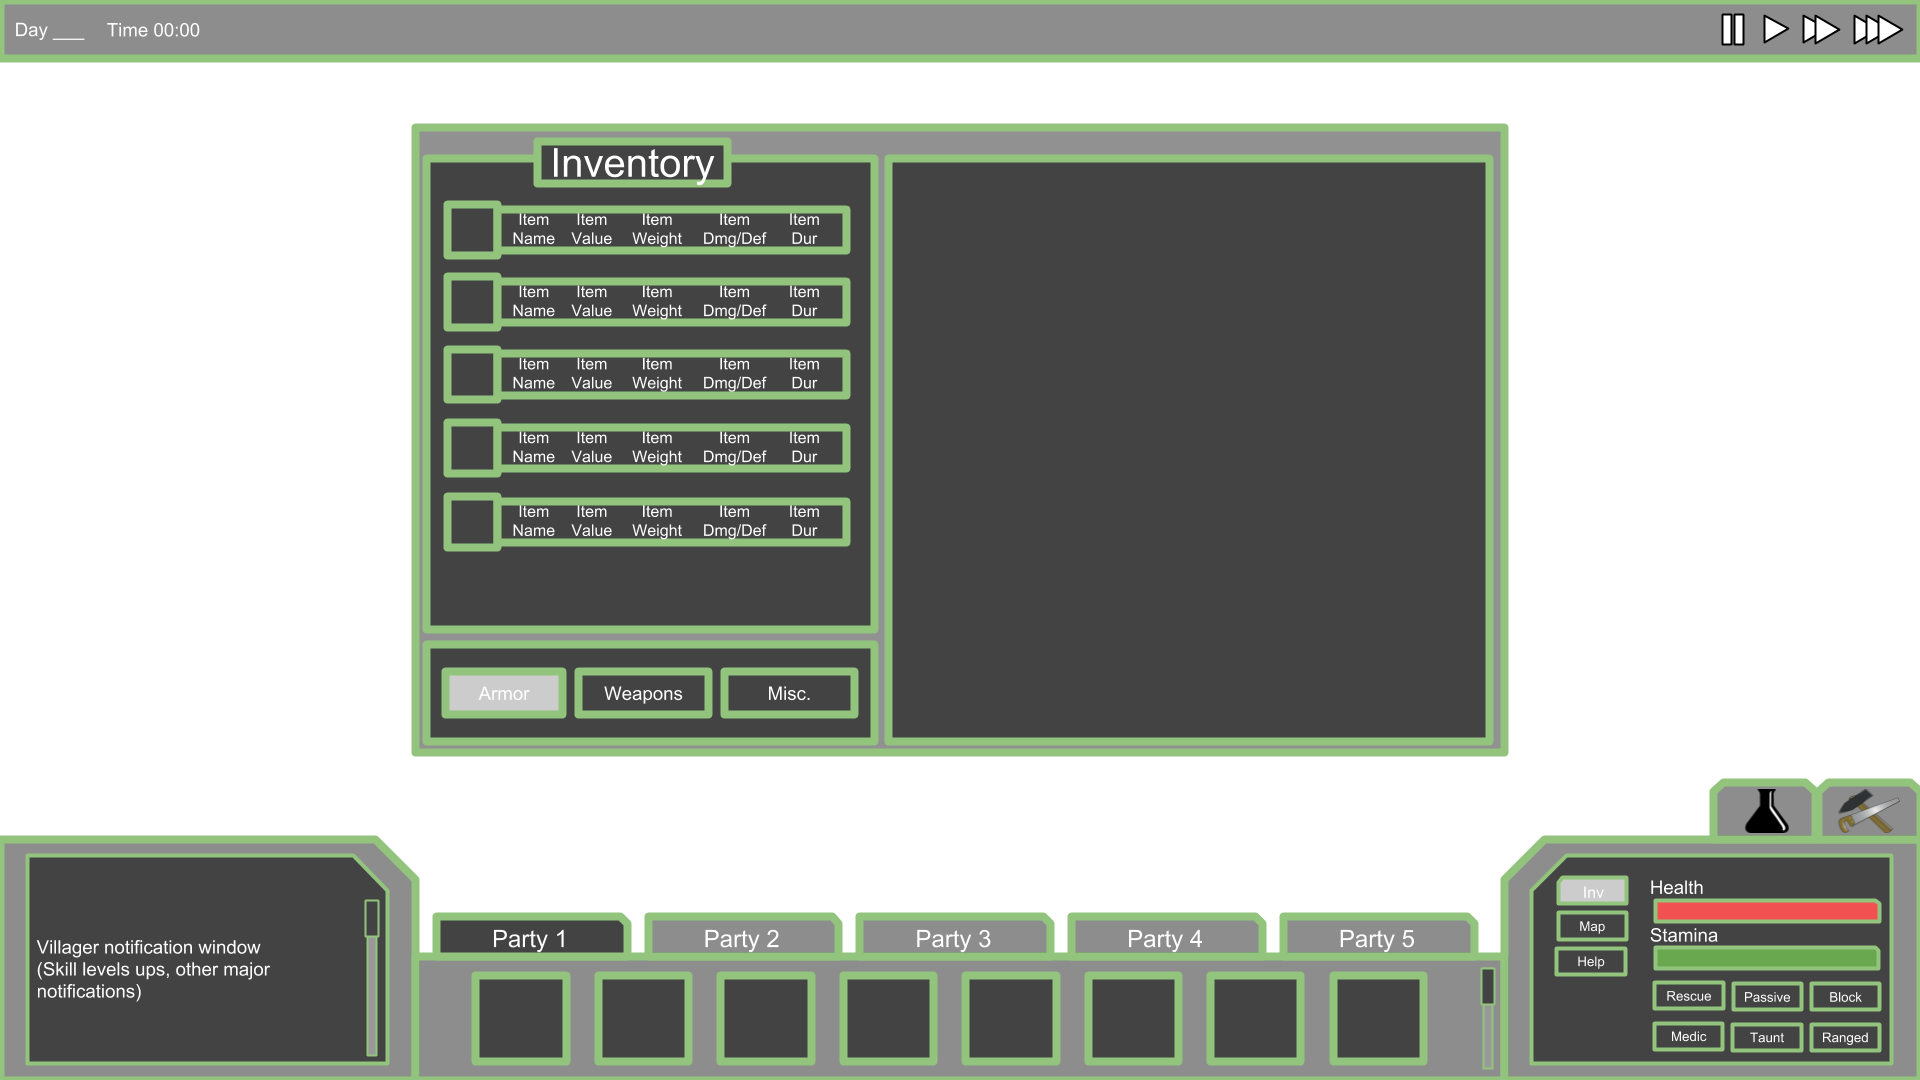 Day ___ Time 00:00
Inventory
Item Item Item Item Item
Name Value Weight Dmg/Def Dur
Item Item Item Item Item
Name Value Weight Dmg/Def Dur
Item Item Item Item Item
Name Value Weight Dmg/Def Dur
Item Item Item Item Item
Name Value Weight Dmg/Def Dur
Item Item Item Item Item
Name Value Weight Dmg/Def Dur
Armor Weapons Misc.
Villager notification window
(Skill levels ups, other major
notifications)
Party 1 Party 2 Party 3 Party 4 Party 5
Inv
Map
Help
Health
Stamina
Rescue Passive Block
Medic Taunt Ranged